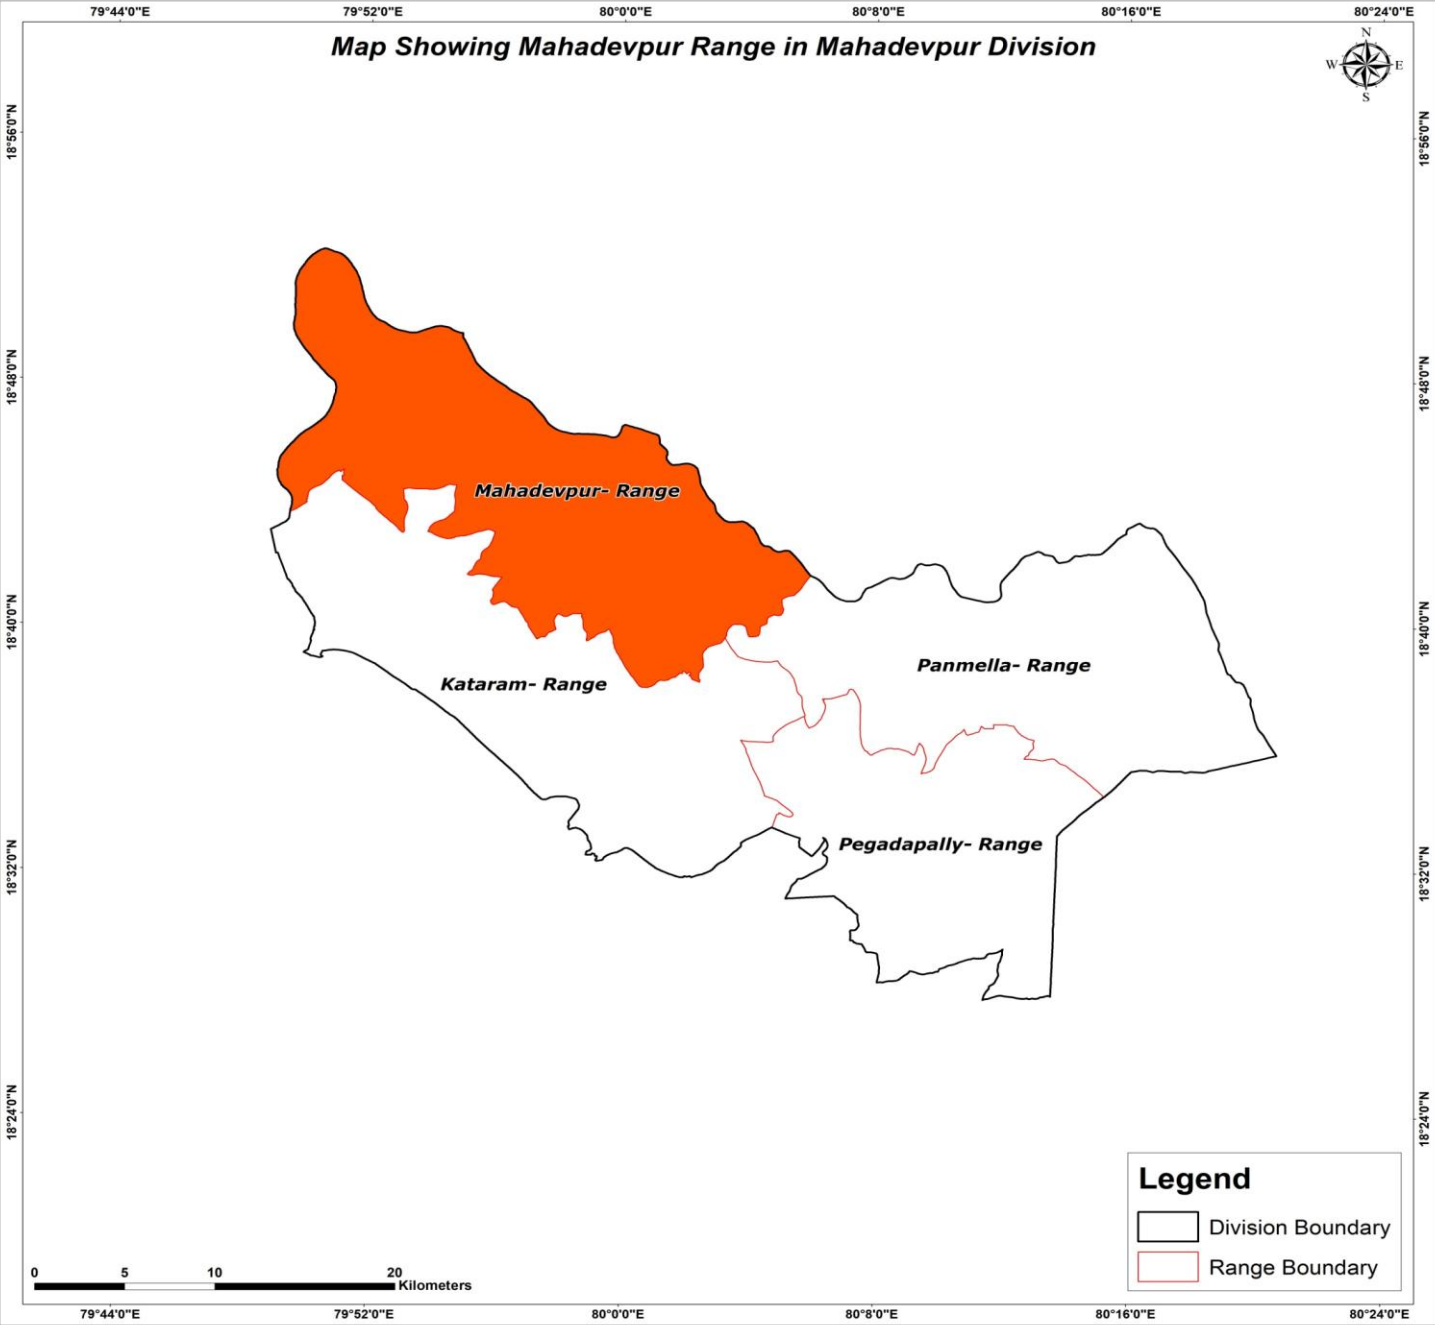 79°44'0"E 79°52'0"E 80°0'0"E 80°8'0"E 80°16'0"E 80°24'0"E
Map Showing Mahadevpur Range in Mahadevpur Division
N
W E
S
18°56'0"N 18°56'0"N
18°48'0"N 18°48'0"N
Mahadevpur- Range
18°40'0"N 18°40'0"N
Panmella- Range
Kataram- Range
Pegadapally- Range
18°32'0"N 18°32'0"N
18°24'0"N 18°24'0"N
Legend
Division Boundary
Range Boundary
0 5 10 20
Kilometers
79°44'0"E 79°52'0"E 80°0'0"E 80°8'0"E 80°16'0"E 80°24'0"E